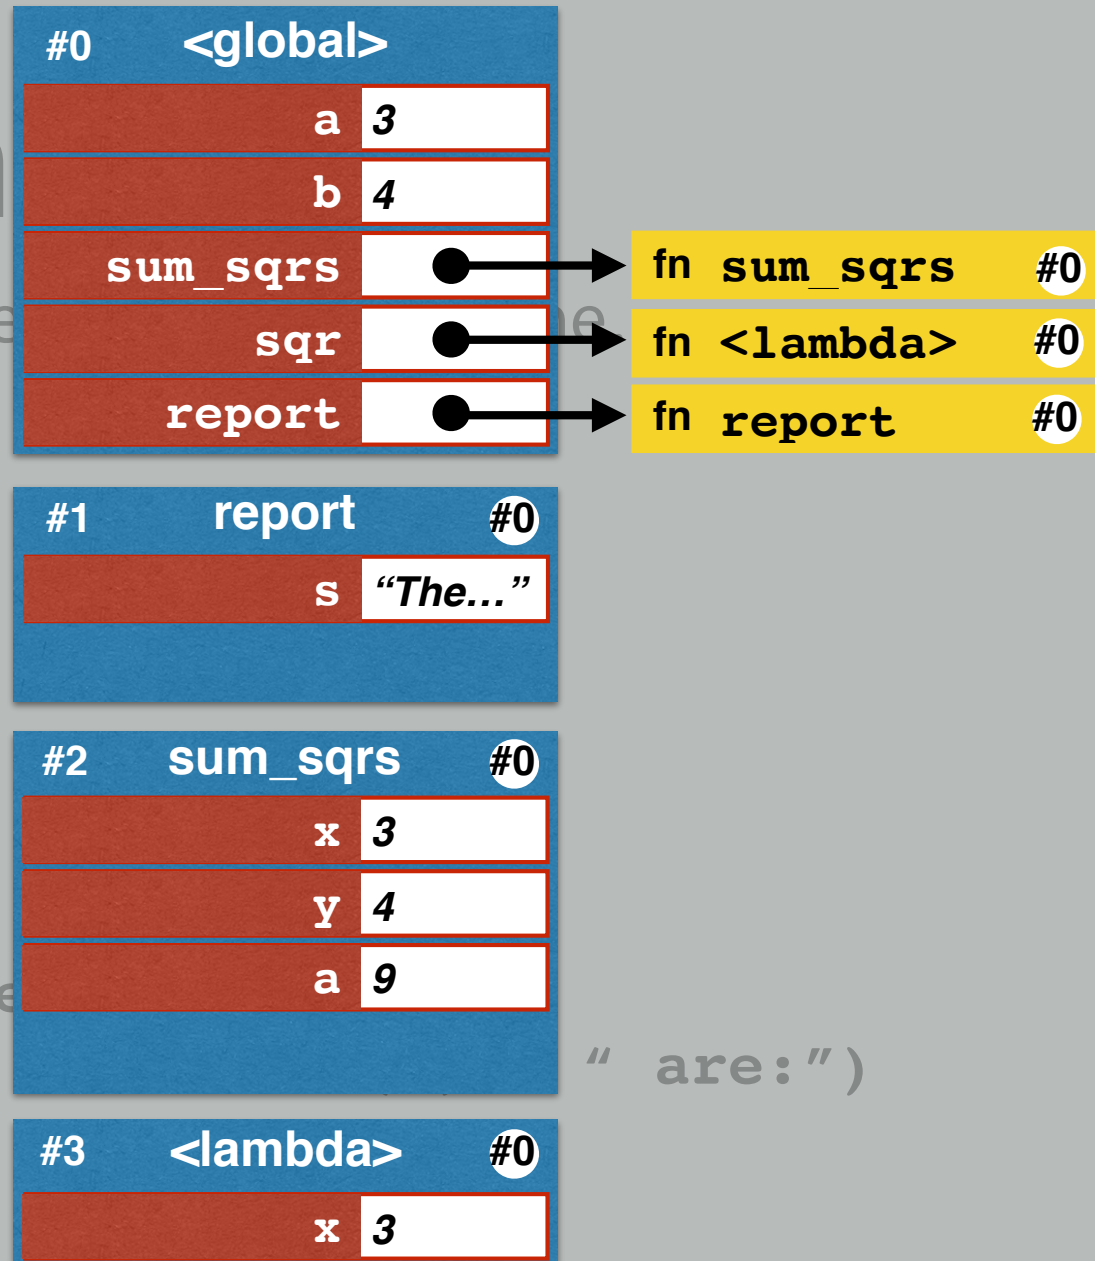 #0 <global>
a 3
b 4
sum_sqrs fn sum_sqrs #0
sqr fn <lambda> #0
report fn report #0
#1 report #0
s “The…”
#2 sum_sqrs #0
x 3
y 4
a 9
“ are:”)
#3 <lambda> #0
x 3